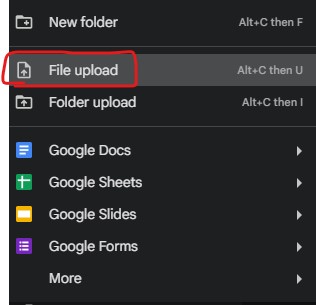 New folder Alt+C then F
File upload Alt+C then U
Folder upload Alt+C then I
Google Docs
Google Sheets
Google Slides
Google Forms
More